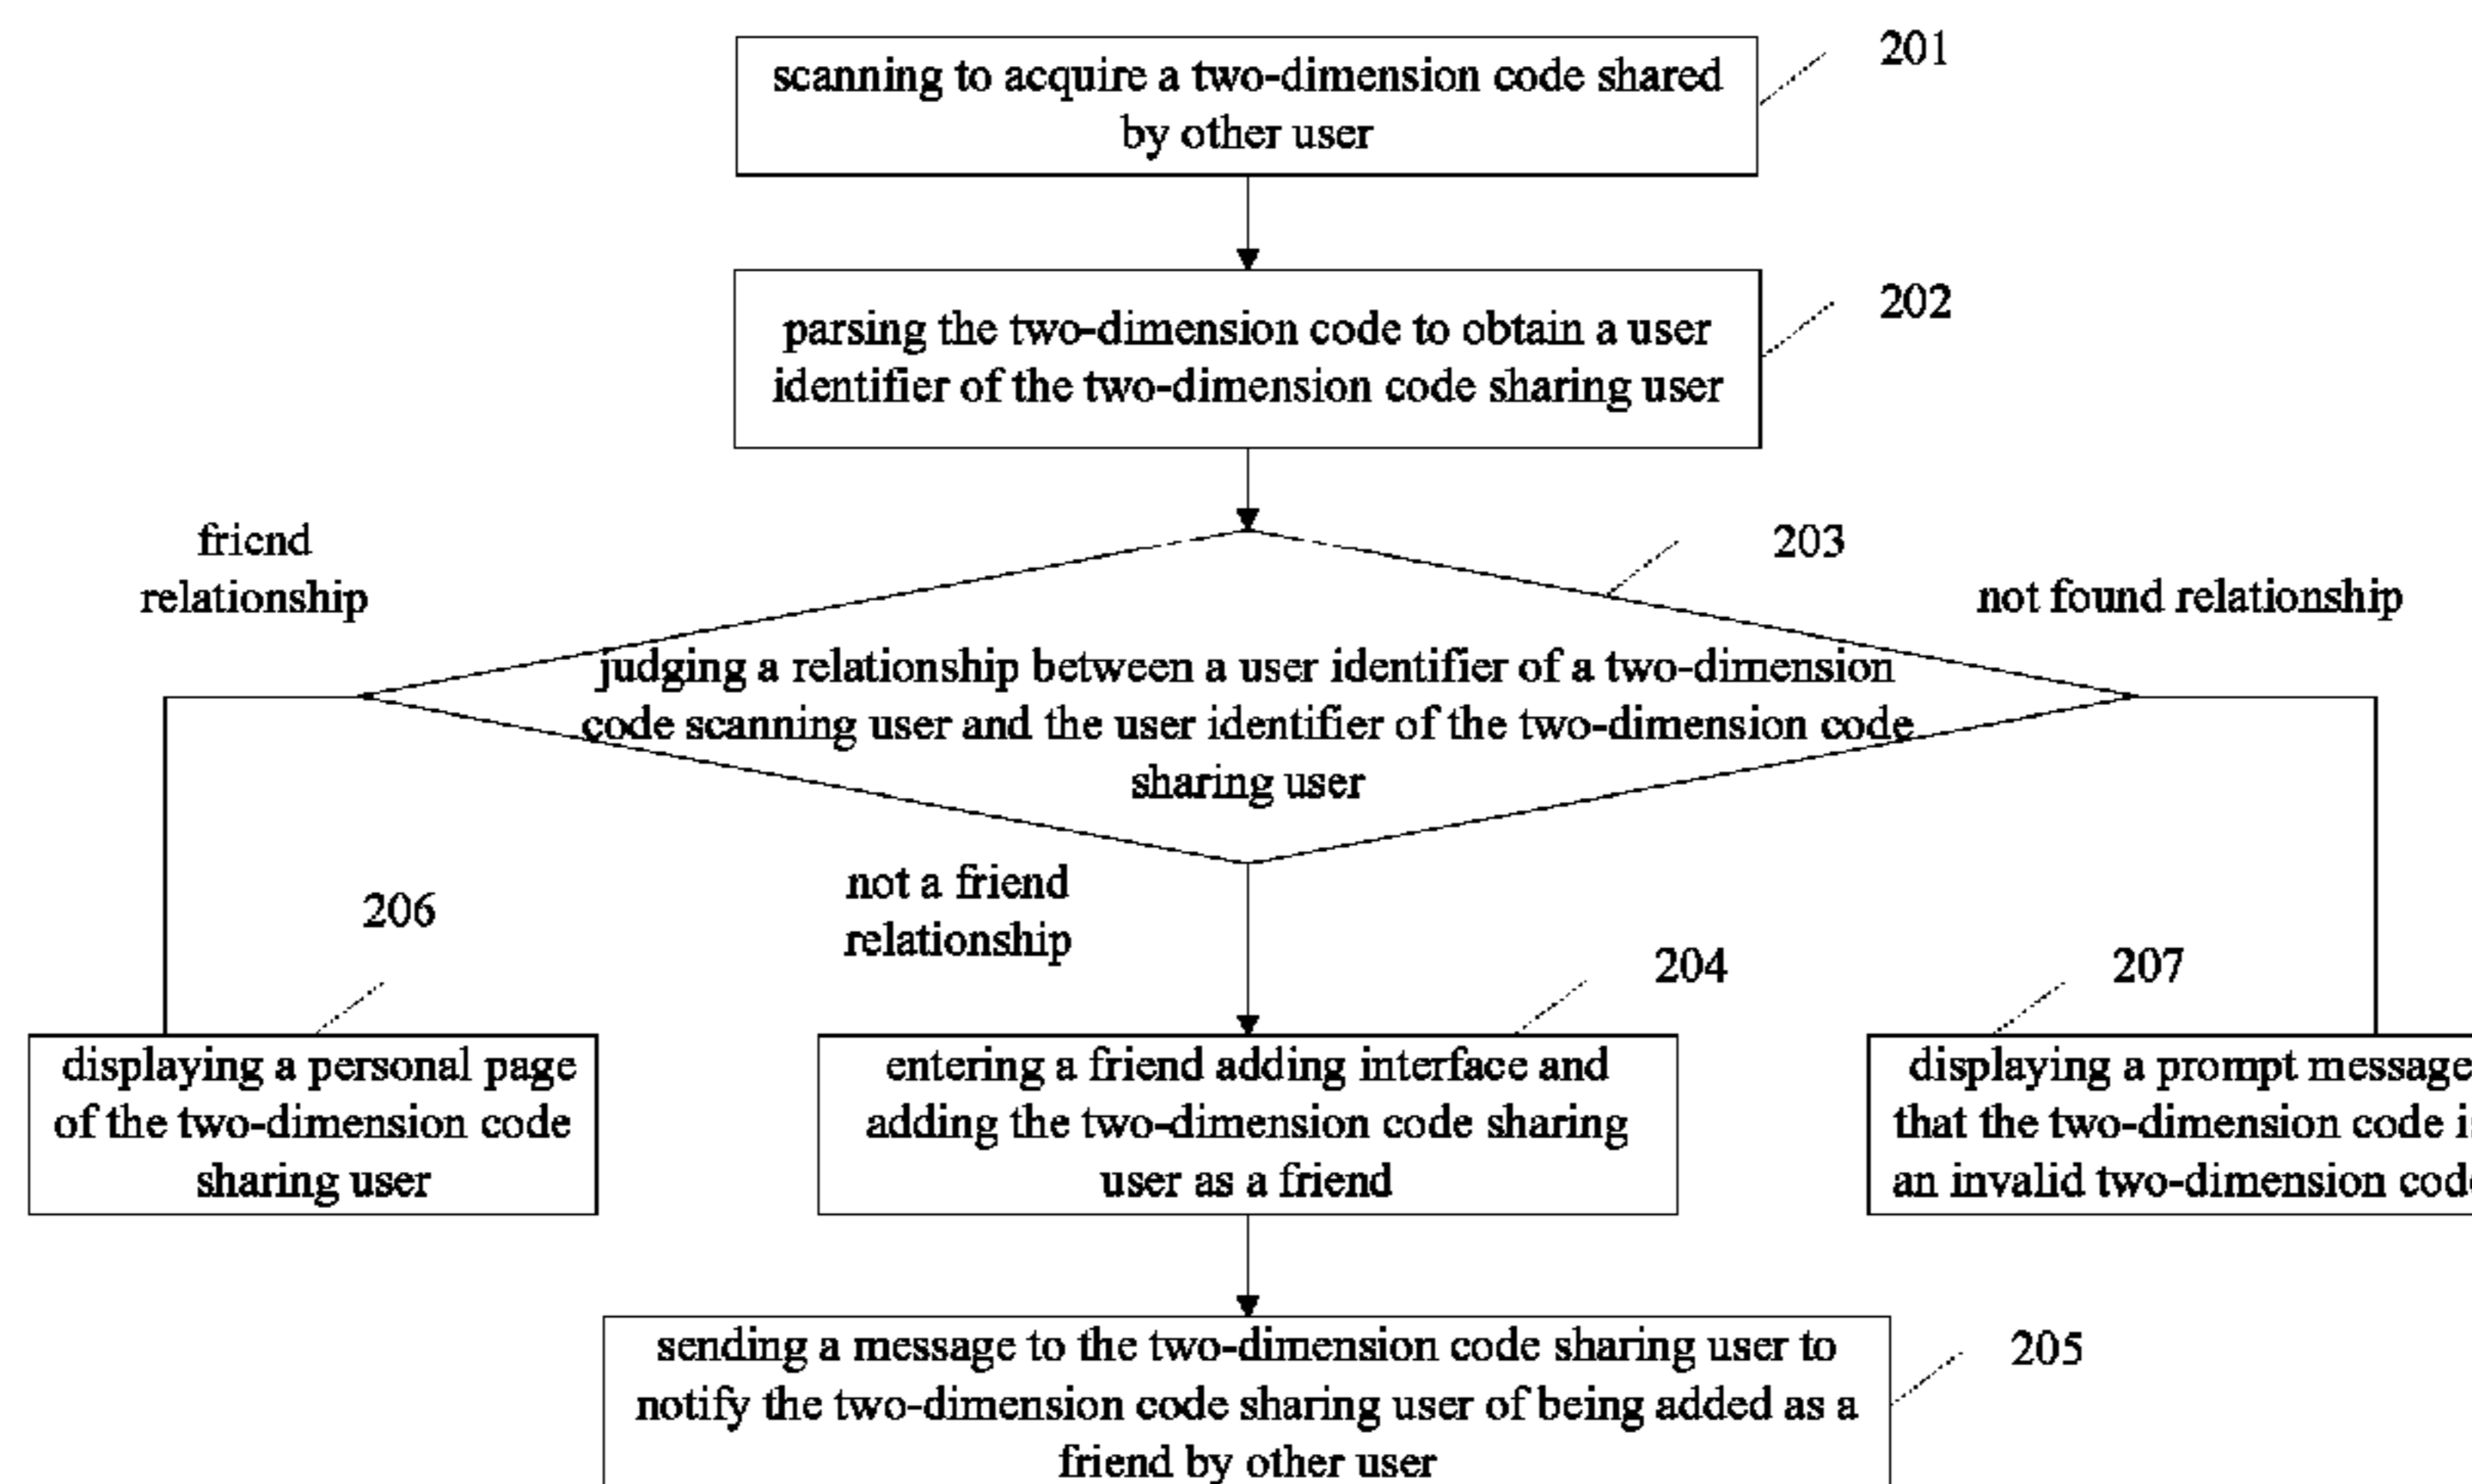 scanning to acquire a two-dimension code shared
by other user
201
parsing the two-dimension code to obtain a user
identifier of the two-dimension code sharing user
202
friend
relationship
203
not found relationship
judging a relationship between a user identifier of a two-dimension
code scanning user and the user identifier of the two-dimension code
sharing user
206
not a friend
relationship
204
207
displaying a personal page
of the two-dimension code
sharing user
entering a friend adding interface and
adding the two-dimension code sharing
user as a friend
displaying a prompt message
that the two-dimension code is
an invalid two-dimension code
sending a message to the two-dimension code sharing user to
notify the two-dimension code sharing user of being added as a
friend by other user
205